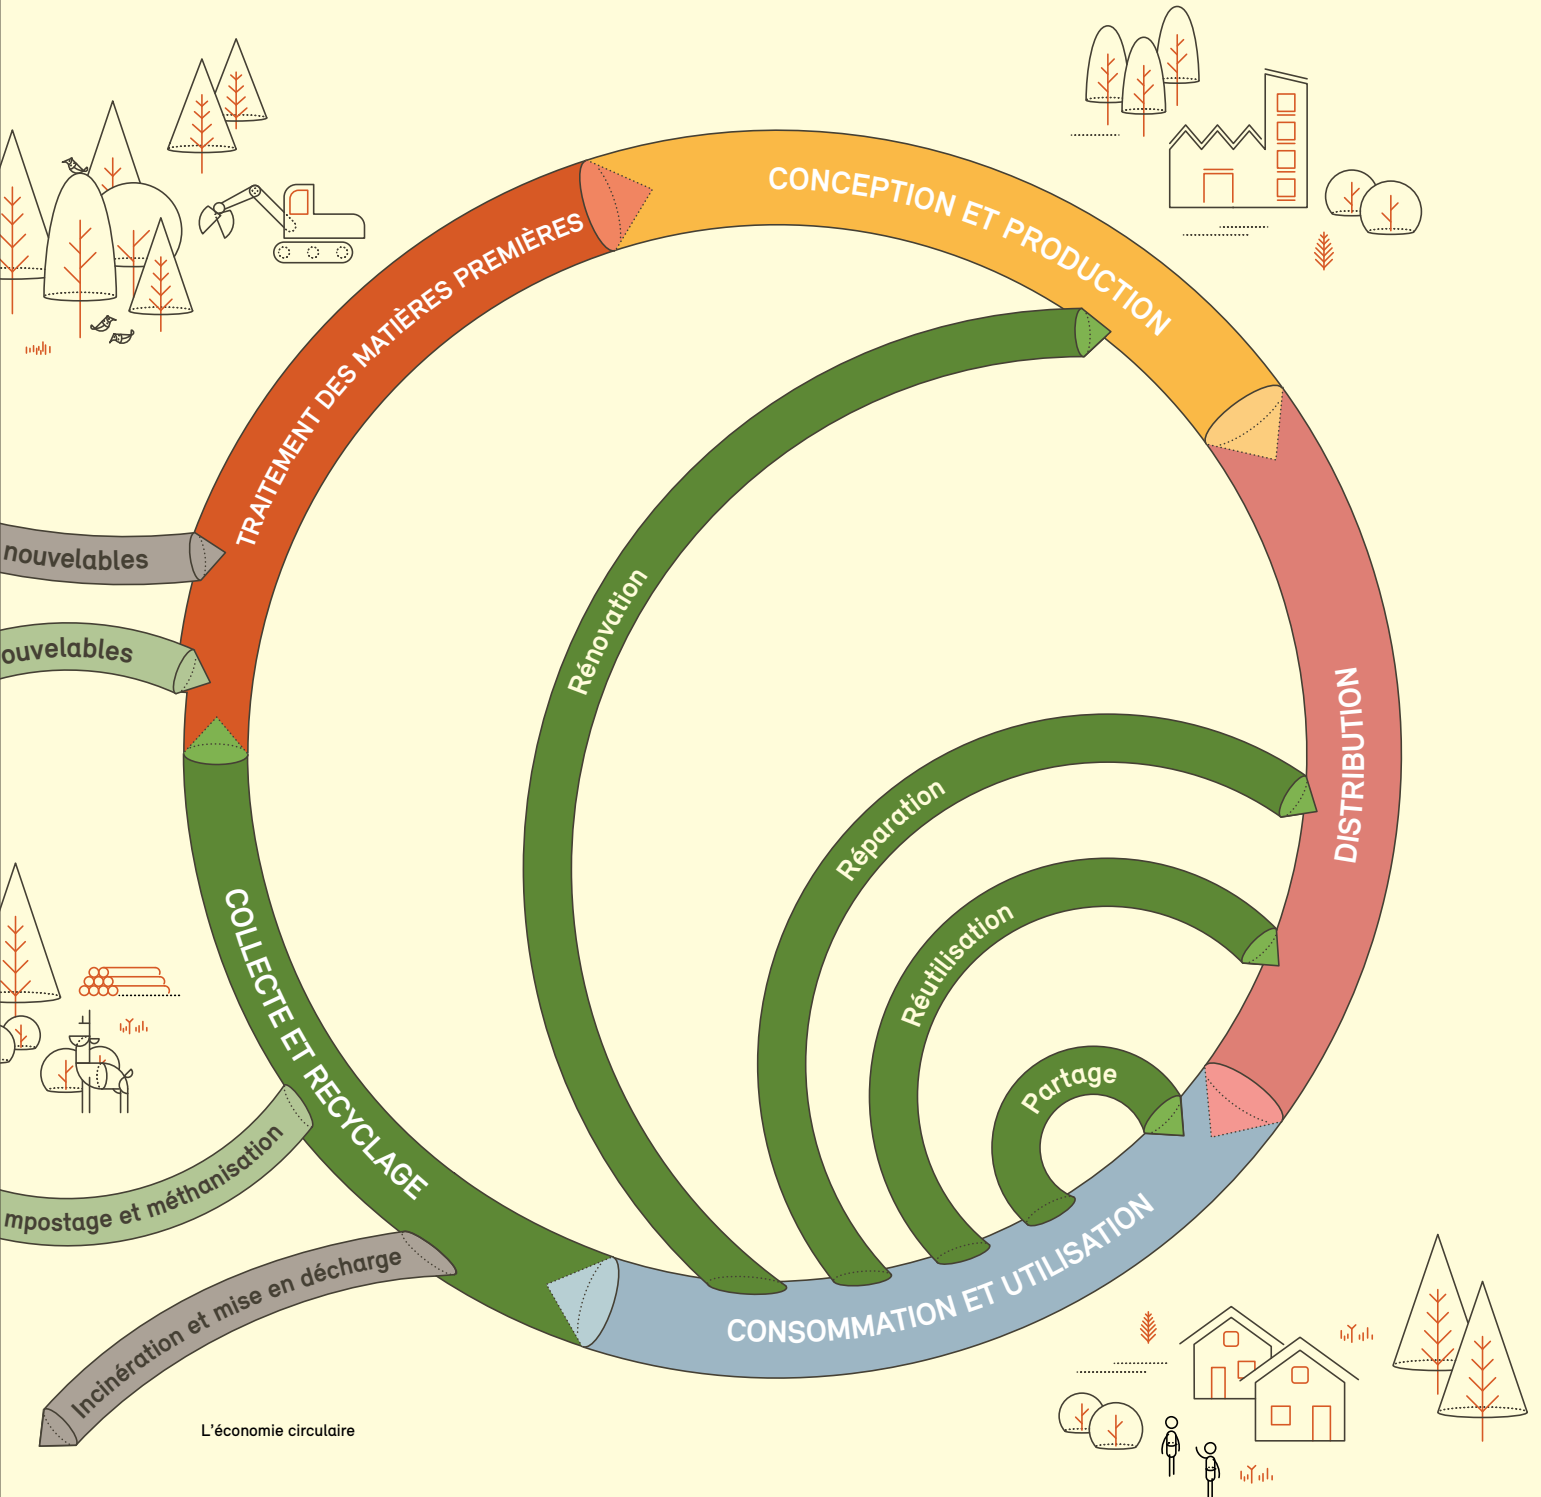 CONCEPTION ET PRODUCTION
TRAITEMENT DES MATIÈRES PREMIÈRES
nouvelables
ouvelables
Rénovation
DISTRIBUTION
Réparation
Réutilisation
Partage
COLLECTE ET RECYCLAGE
mpostage et méthanisation
Incinération et mise en décharge
CONSOMMATION ET UTILISATION
L'économie circulaire